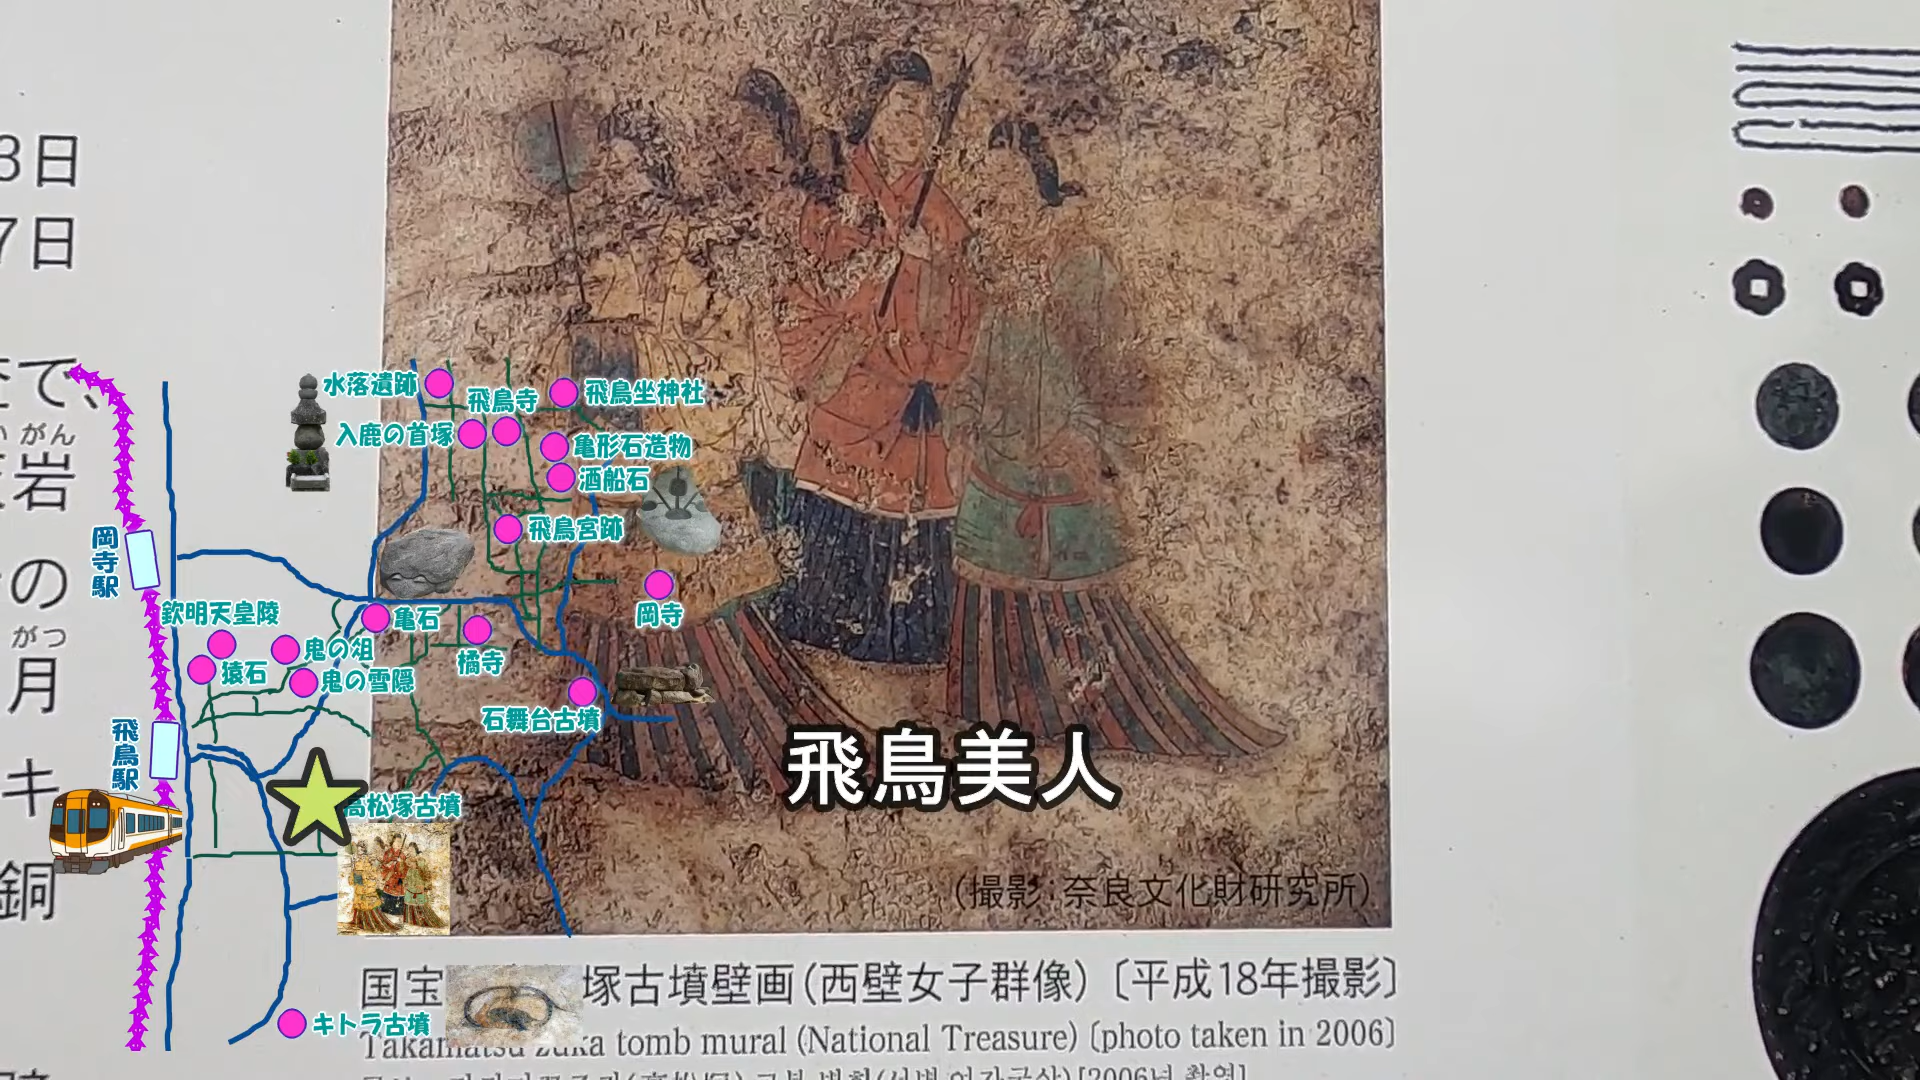 3日
7日
で、
がん
岩
の
がつ
月
キ
銅
水落遺跡
飛鳥寺
飛鳥坐神社
入鹿の首塚
亀形石造物
酒船石
飛鳥宮跡
岡寺駅
岡寺
欽明天皇陵
亀石
鬼の俎
橘寺
猿石
鬼の雪隠
石舞台古墳
飛鳥駅
高松塚古墳
キトラ古墳
飛鳥美人
(撮影:奈良文化財研究所)
国宝 塚古墳壁画(西壁女子群像)〔平成18年撮影〕
tomb mural (National Treasure) [photo taken in 2006]